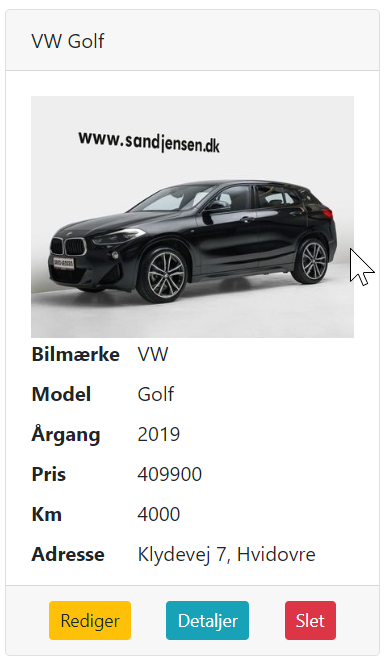 VW Golf
www.sandjensen.dk
Bilmærke VW
Model Golf
Årgang 2019
Pris 409900
Km 4000
Adresse Klydevej 7, Hvidovre
Rediger Detaljer Slet